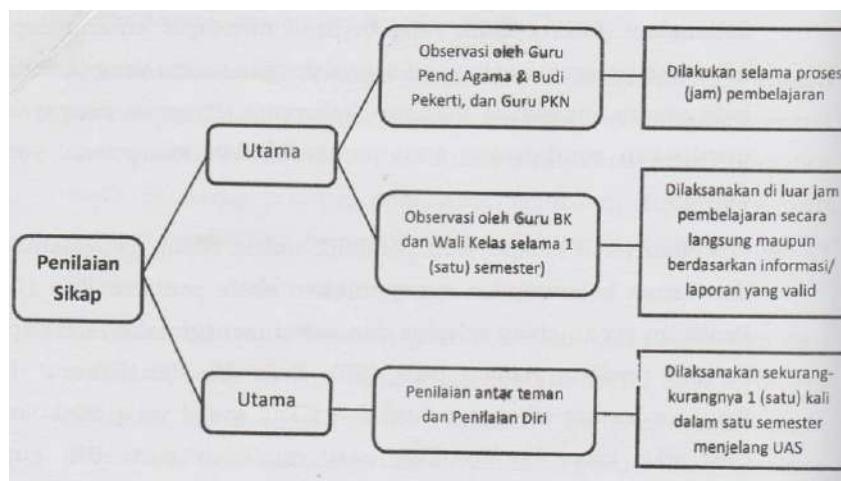 Penilaian
Sikap
Utama
Observasi oleh Guru
Pend. Agama & Budi
Pekerti, dan Guru PKN
Dilakukan selama proses
(jam) pembelajaran
Observasi oleh Guru BK
dan Wali Kelas selama 1
(satu) semester)
Dilaksanakan di luar jam
pembelajaran secara
langsung maupun
berdasarkan informasi/
laporan yang valid
Utama
Penilaian antar teman
dan Penilaian Diri
Dilaksanakan sekurang-
kurangnya 1 (satu) kali
dalam satu semester
menjelang UAS